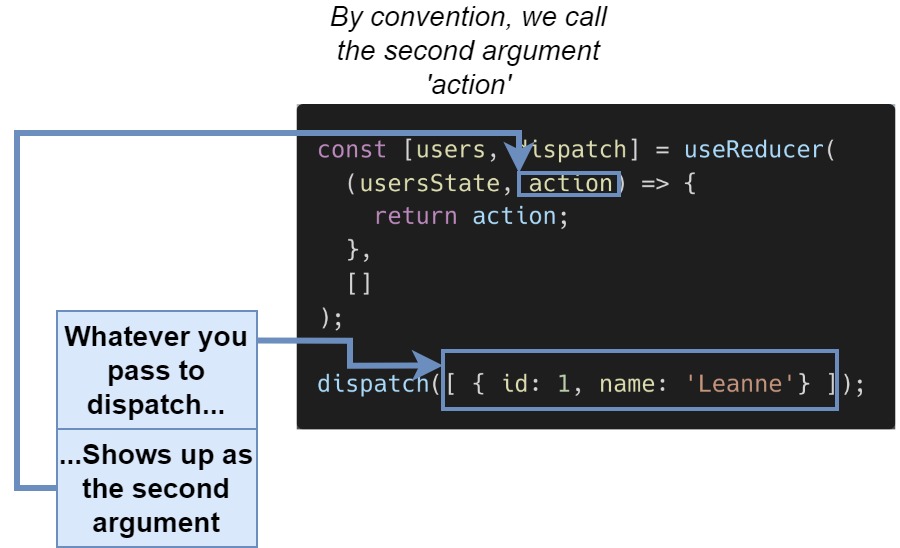 By convention, we call
the second argument
'action'
const [users, dispatch] = useReducer(
(usersState, action) => {
return action;
},
[]
);
dispatch([ { id: 1, name: 'Leanne'} ]);
Whatever you
pass to
dispatch...
...Shows up as
the second
argument